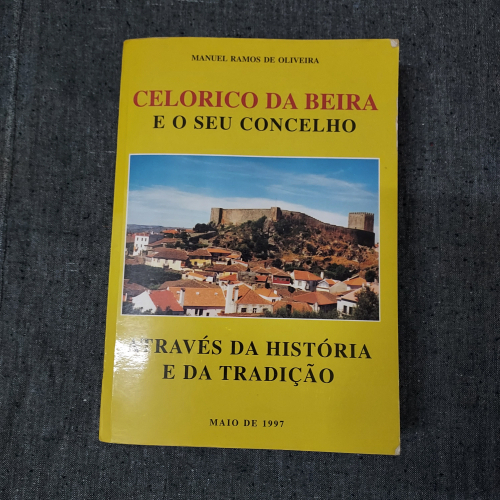 MANUEL RAMOS DE OLIVEIRA
CELORICO DA BEIRA
E O SEU CONCELHO
ATRAVÉS DA HISTÓRIA
E DA TRADIÇÃO
MAIO DE 1997